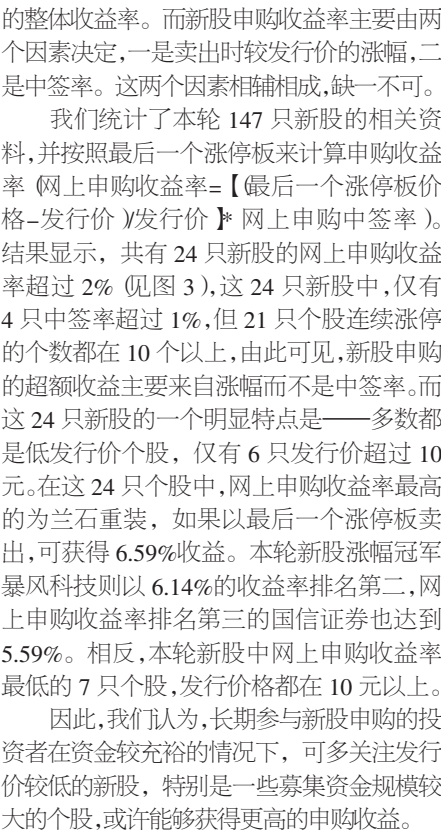 的整体收益率。而新股申购收益率主要由两
个因素决定,一是卖出时较发行价的涨幅,二
是中签率。这两个因素相辅相成,缺一不可。
我们统计了本轮 147 只新股的相关资
料,并按照最后一个涨停板来计算申购收益
率(网上申购收益率=【(最后一个涨停板价
格-发行价)/发行价】* 网上申购中签率)。
结果显示，共有 24 只新股的网上申购收益
率超过 2%(见图 3),这 24 只新股中,仅有
4 只中签率超过 1%,但 21 只个股连续涨停
的个数都在 10 个以上,由此可见,新股申购
的超额收益主要来自涨幅而不是中签率。而
这 24 只新股的一个明显特点是——多数都
是低发行价个股，仅有 6 只发行价超过 10
元。在这 24 只个股中,网上申购收益率最高
的为兰石重装，如果以最后一个涨停板卖
出,可获得 6.59%收益。本轮新股涨幅冠军
暴风科技则以 6.14%的收益率排名第二,网
上申购收益率排名第三的国信证券也达到
5.59%。相反,本轮新股中网上申购收益率
最低的 7 只个股,发行价格都在 10 元以上。
因此,我们认为,长期参与新股申购的投
资者在资金较充裕的情况下，可多关注发行
价较低的新股，特别是一些募集资金规模较
大的个股,或许能够获得更高的申购收益。